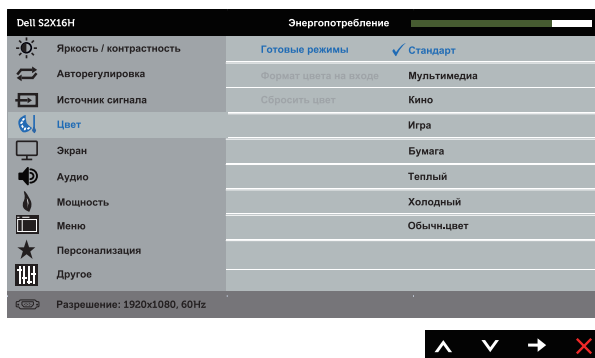 Dell S2X16H Энергопотребление
Яркость / контрастность Готовые режимы Стандарт
Авторегулировка Формат цвета на входе Мультимедиа
Источник сигнала Сбросить цвет Кино
Цвет Игра
Экран Бумага
Аудио Теплый
Мощность Холодный
Меню Обычн.цвет
Персонализация
Другое
Разрешение: 1920x1080, 60Hz